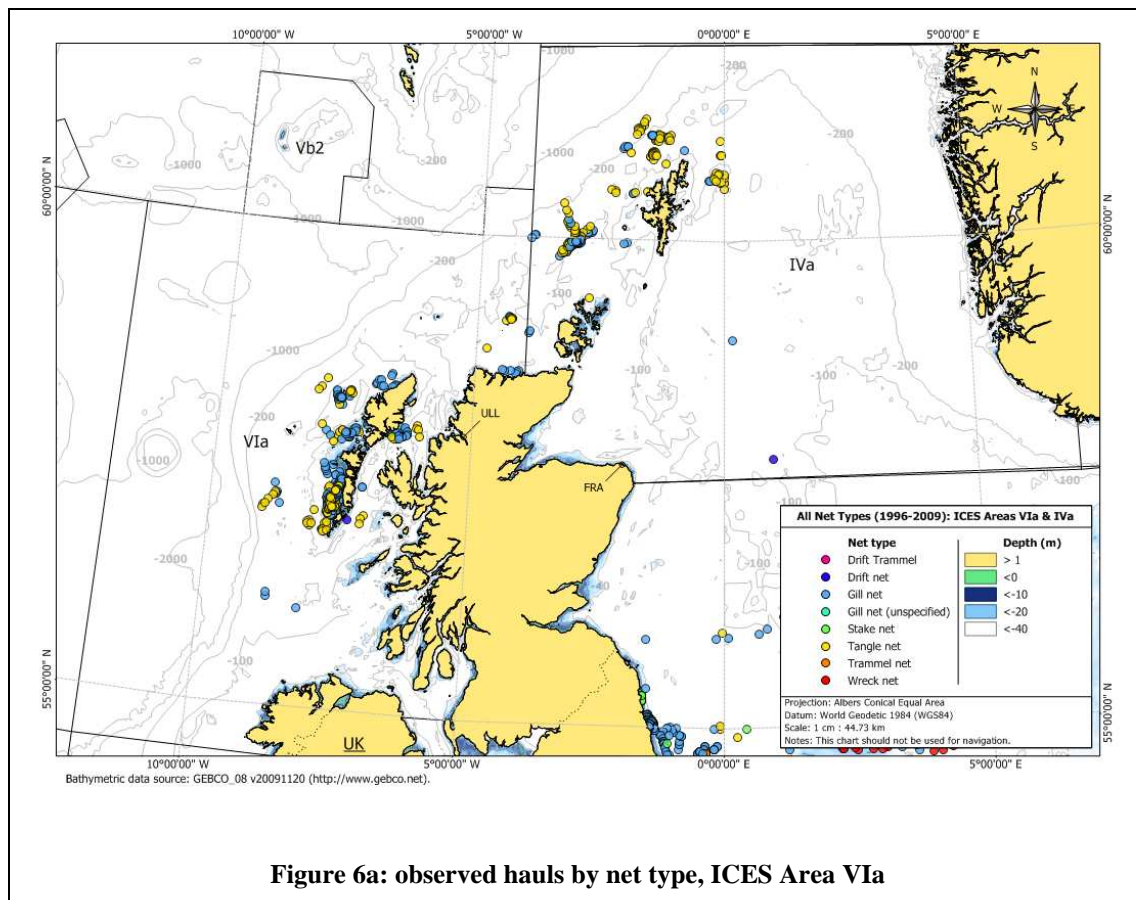 10°00'00" W 5°00'00" W 0°00'00" E 5°00'00" E
-1000
-200
N
W
S
Vb2
-1000
-200
-200
-1000
-200
60°00'00" N
60°00'00" N
-1000
-200
IVa
-100
-100
-1000
-100
-200
-200
ULL
VIa
-1000
FRA
-100
-100
-2000
-100
-40
-100
55°00'00" N
55°00'00" N
UK
All Net Types (1996-2009): ICES Areas VIa & IVa
Net type Depth (m)
Drift Trammel > 1
Drift net <0
Gill net <-10
Gill net (unspecified) <-20
Stake net <-40
Tangle net
Trammel net
Wreck net
Projection: Albers Conical Equal Area
Datum: World Geodetic 1984 (WGS84)
Scale: 1 cm : 44.73 km
Notes: This chart should not be used for navigation.
10°00'00" W 5°00'00" W 0°00'00" E 5°00'00" E
Bathymetric data source: GEBCO_08 v20091120 (http://www.gebco.net).
Figure 6a: observed hauls by net type, ICES Area VIa